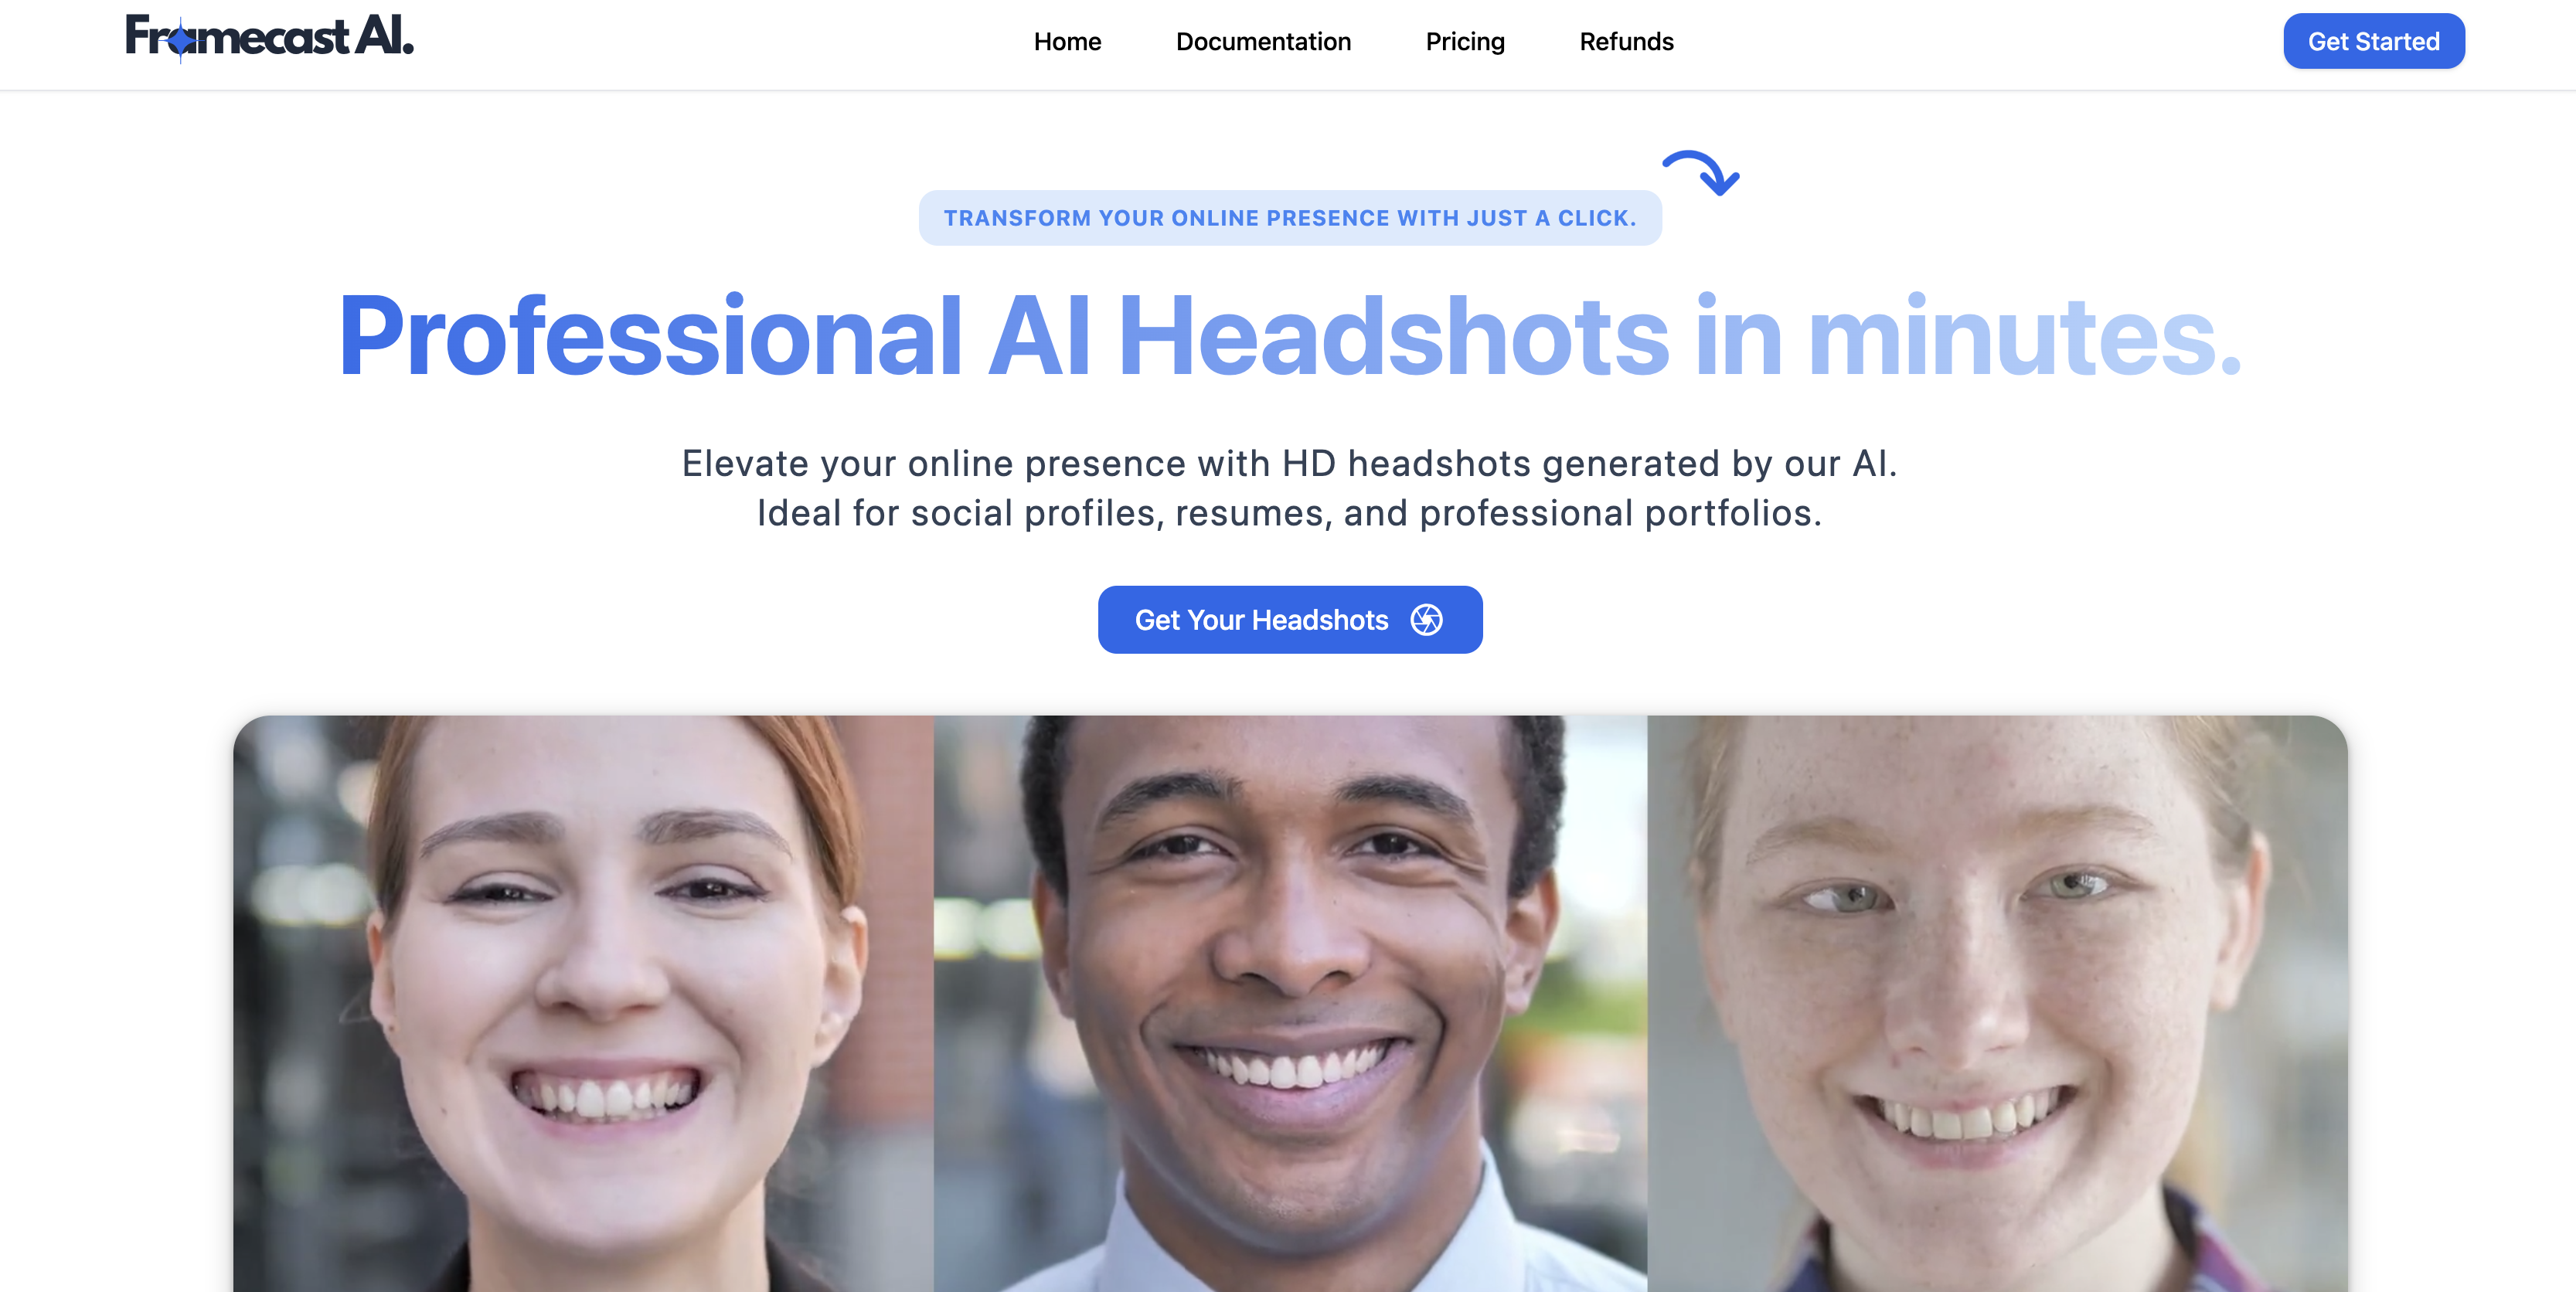 Framecast AI.
Home
Documentation
Pricing
Refunds
Get Started
TRANSFORM YOUR ONLINE PRESENCE WITH JUST A CLICK.
Professional AI Headshots in minutes.
Elevate your online presence with HD headshots generated by our AI.
Ideal for social profiles, resumes, and professional portfolios.
Get Your Headshots